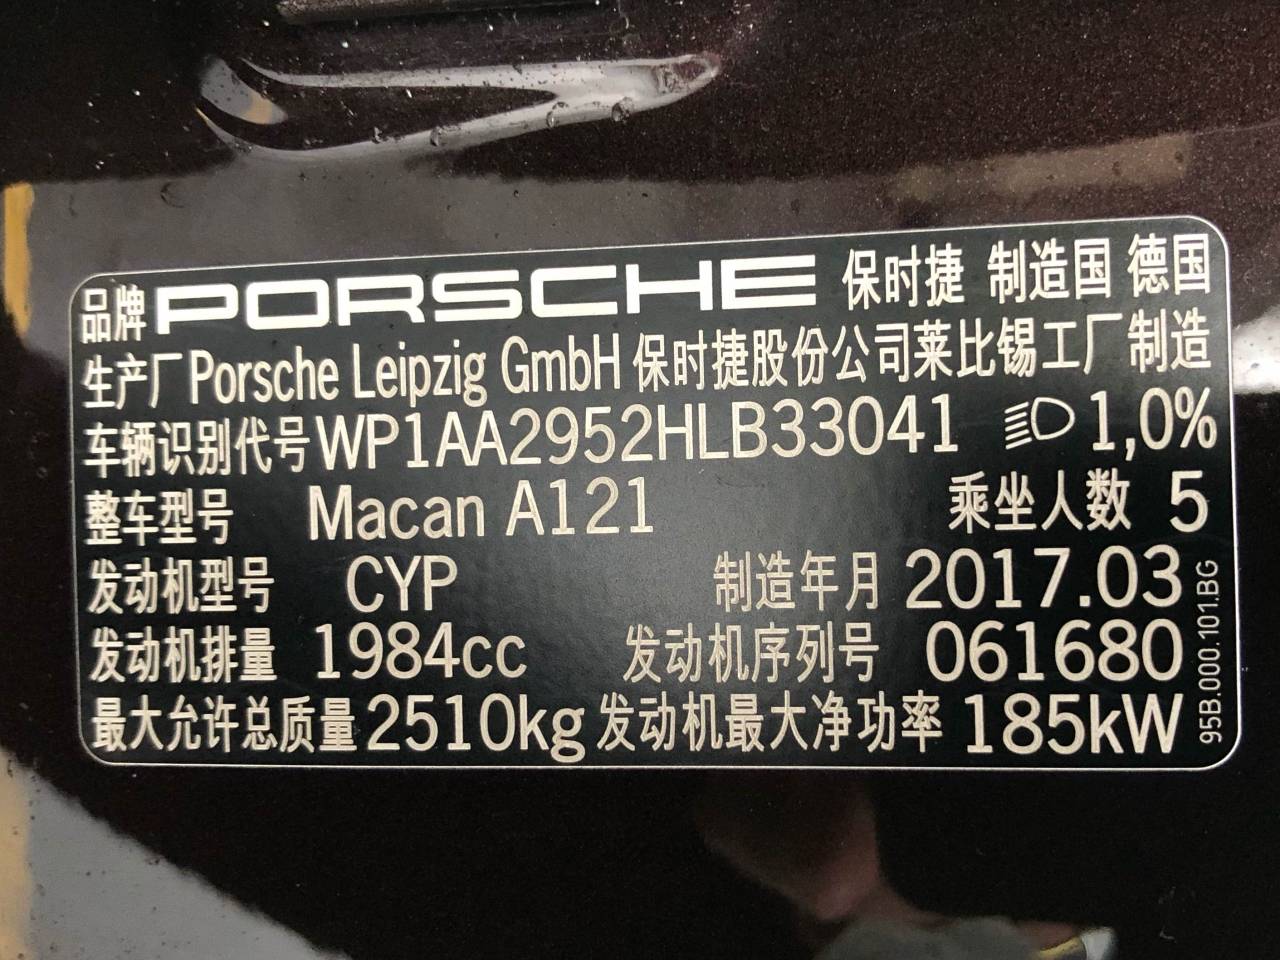 品牌 PORSCHE 保时捷 制造国 德国
生产厂 Porsche Leipzig GmbH 保时捷股份公司莱比锡工厂制造
车辆识别代号 WP1AA2952HLB33041 1,0%
整车型号 Macan A121 乘坐人数 5
发动机型号 CYP 制造年月 2017.03
发动机排量 1984cc 发动机序列号 061680
最大允许总质量 2510kg 发动机最大净功率 185kW
95B.000.101.BG